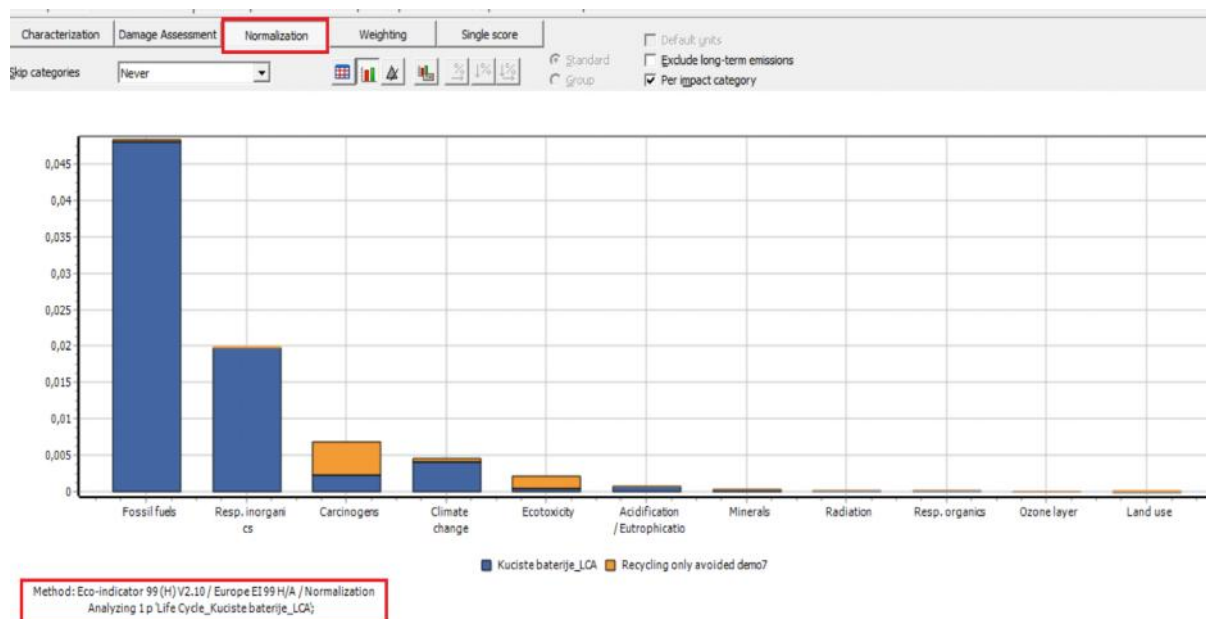 Characterization Damage Assessment Normalization Weighting Single score
Default units
Skip categories Never Standard Exclude long-term emissions
Group Per impact category
0,045
0,04
0,035
0,03
0,025
0,02
0,015
0,01
0,005
0
Fossil fuels Resp. inorgani Carcinogens Climate Ecotoxicity Acidification Minerals Radiation Resp. organics Ozone layer Land use
cs change / Eutrophicatio
Kuciste baterije_LCA Recycling only avoided demo7
Method: Eco-indicator 99 (H) V2.10 / Europe EI 99 H/A / Normalization
Analyzing 1 p 'Life Cycle_Kuciste baterije_LCA';